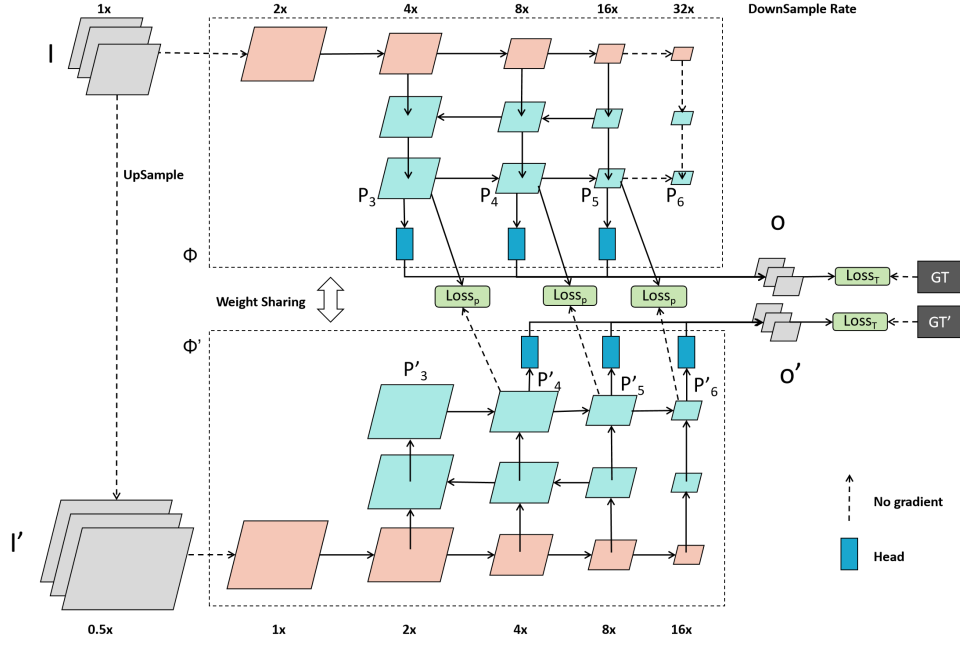 1x 2x 4x 8x 16x 32x DownSample Rate
I
UpSample
P3 P4 P5 P6
O
Φ
GT
LossT
Weight Sharing
Lossp Lossp Lossp
LossT
GT'
Φ'
O'
P'3 P'4 P'5 P'6
No gradient
I'
Head
0.5x 1x 2x 4x 8x 16x